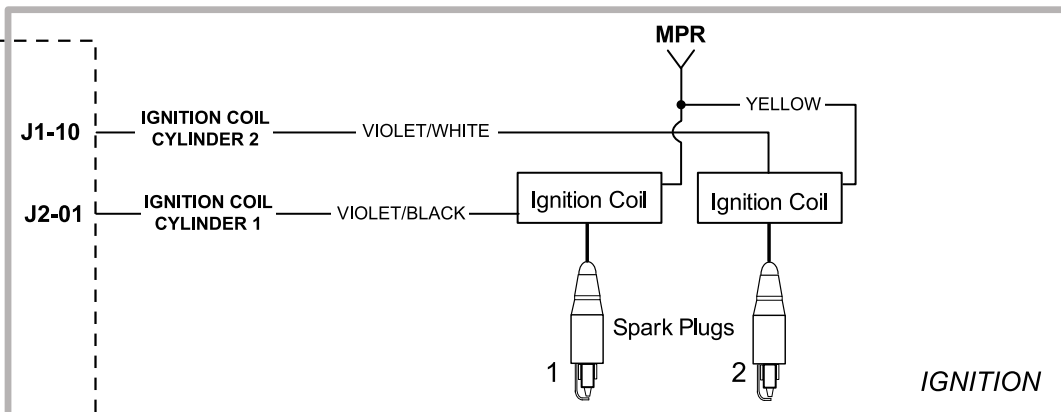 MPR
YELLOW
J1-10
IGNITION COIL
CYLINDER 2
VIOLET/WHITE
J2-01
IGNITION COIL
CYLINDER 1
VIOLET/BLACK
Ignition Coil
Ignition Coil
Spark Plugs
1
2
IGNITION